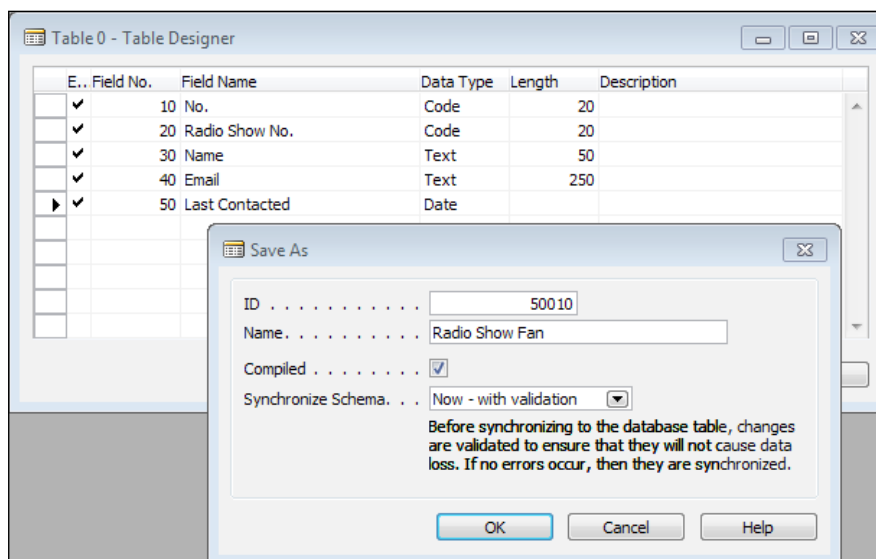 Table 0 - Table Designer
E.. Field No. Field Name Data Type Length Description
10 No. Code 20
20 Radio Show No. Code 20
30 Name Text 50
40 Email Text 250
50 Last Contacted Date
Save As
ID . . . . . . . . . . . 50010
Name. . . . . . . . . . Radio Show Fan
Compiled . . . . . . . .
Synchronize Schema. . . Now - with validation
Before synchronizing to the database table, changes
are validated to ensure that they will not cause data
loss. If no errors occur, then they are synchronized.
OK Cancel Help